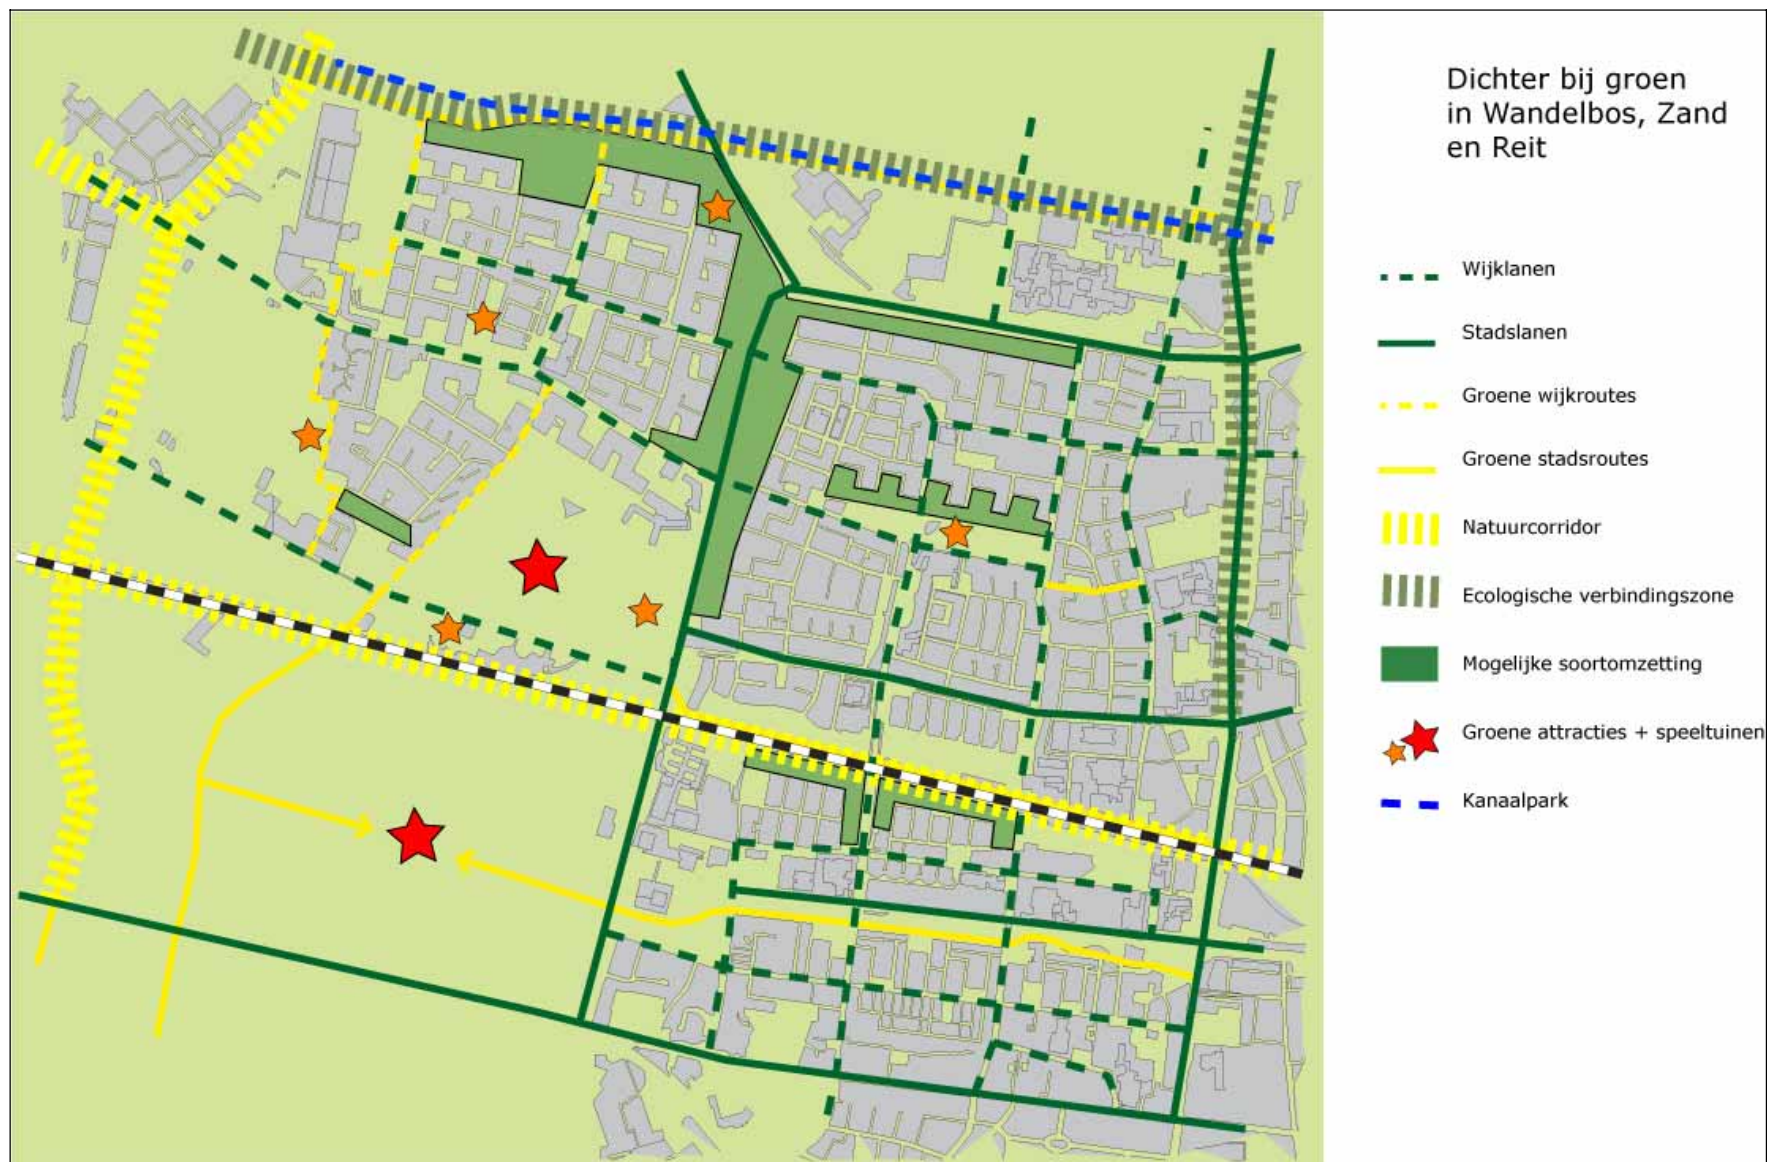 Dichter bij groen
in Wandelbos, Zand
en Reit
Wijklanen
Stadslanen
Groene wijkroutes
Groene stadsroutes
Natuurcorridor
Ecologische verbindingszone
Mogelijke soortomzetting
Groene attracties + speeltuinen
Kanaalpark